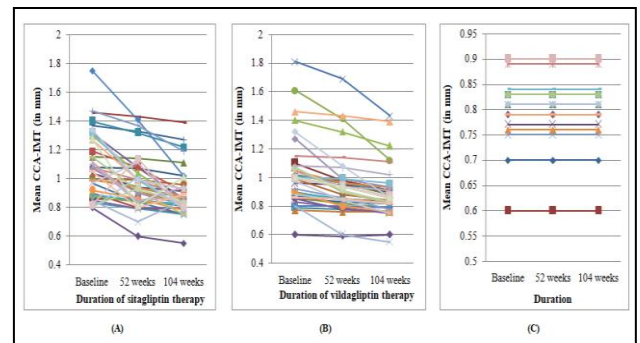 Mean CCA-IMT (in mm)
2
1.8
1.6
1.4
1.2
1
0.8
0.6
0.4
Baseline 52 weeks 104 weeks
Duration of sitagliptin therapy
(A)
Mean CCA-IMT (in mm)
2
1.8
1.6
1.4
1.2
1
0.8
0.6
0.4
Baseline 52 weeks 104 weeks
Duration of vildagliptin therapy
(B)
Mean CCA-IMT (in mm)
0.95
0.9
0.85
0.8
0.75
0.7
0.65
0.6
0.55
0.5
Baseline 52 weeks 104 weeks
Duration
(C)